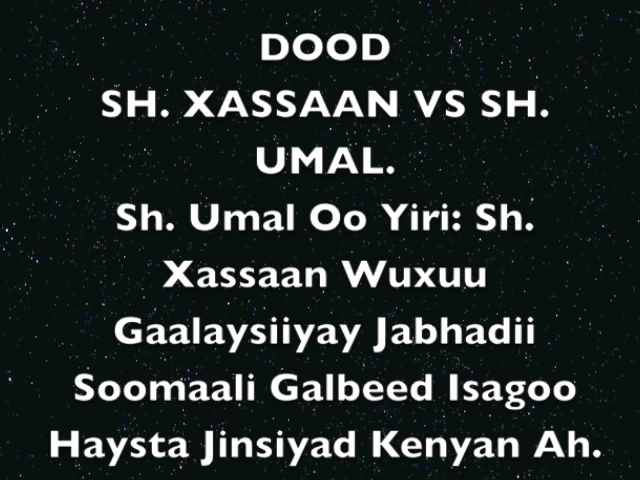 DOOD
SH. XASSAAN VS SH.
UMAL.
Sh. Umal Oo Yiri: Sh.
Xassaan Wuxuu
Gaalaysiiyay Jabhadii
Soomaali Galbeed Isagoo
Haysta Jinsiyad Kenyan Ah.